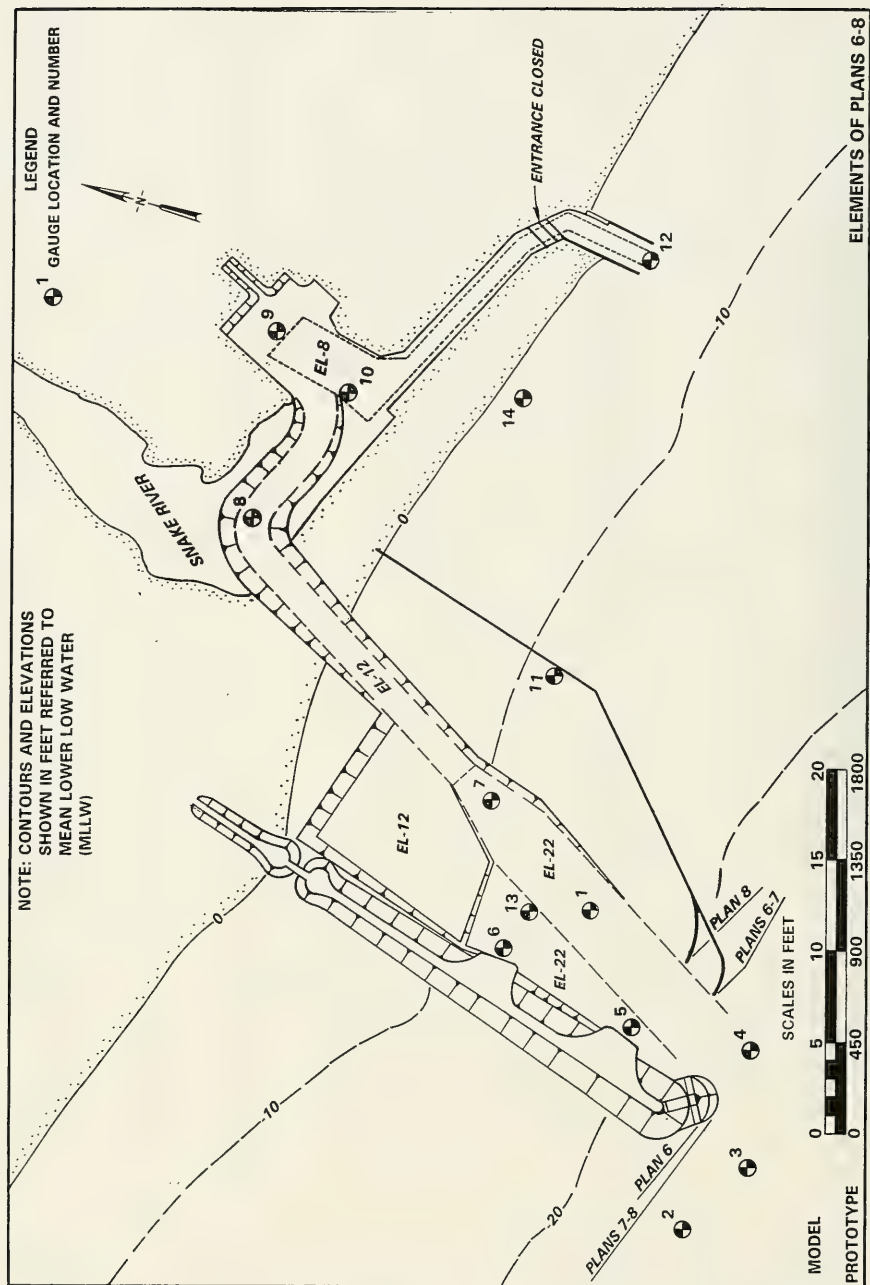 LEGEND
1
GAUGE LOCATION AND NUMBER
-N-
NOTE: CONTOURS AND ELEVATIONS
SHOWN IN FEET REFERRED TO
MEAN LOWER LOW WATER
(MLLW)
SNAKE RIVER
8
9
EL-8
10
ENTRANCE CLOSED
12
14
-10
0
0
EL-12
11
EL-12
7
EL-22
13
1
6
EL-22
5
-10
-20
PLAN 8
PLANS 6-7
4
3
2
PLAN 6
PLANS 7-8
SCALES IN FEET
MODEL
0 5 10 15 20
PROTOTYPE
0 450 900 1350 1800
ELEMENTS OF PLANS 6-8